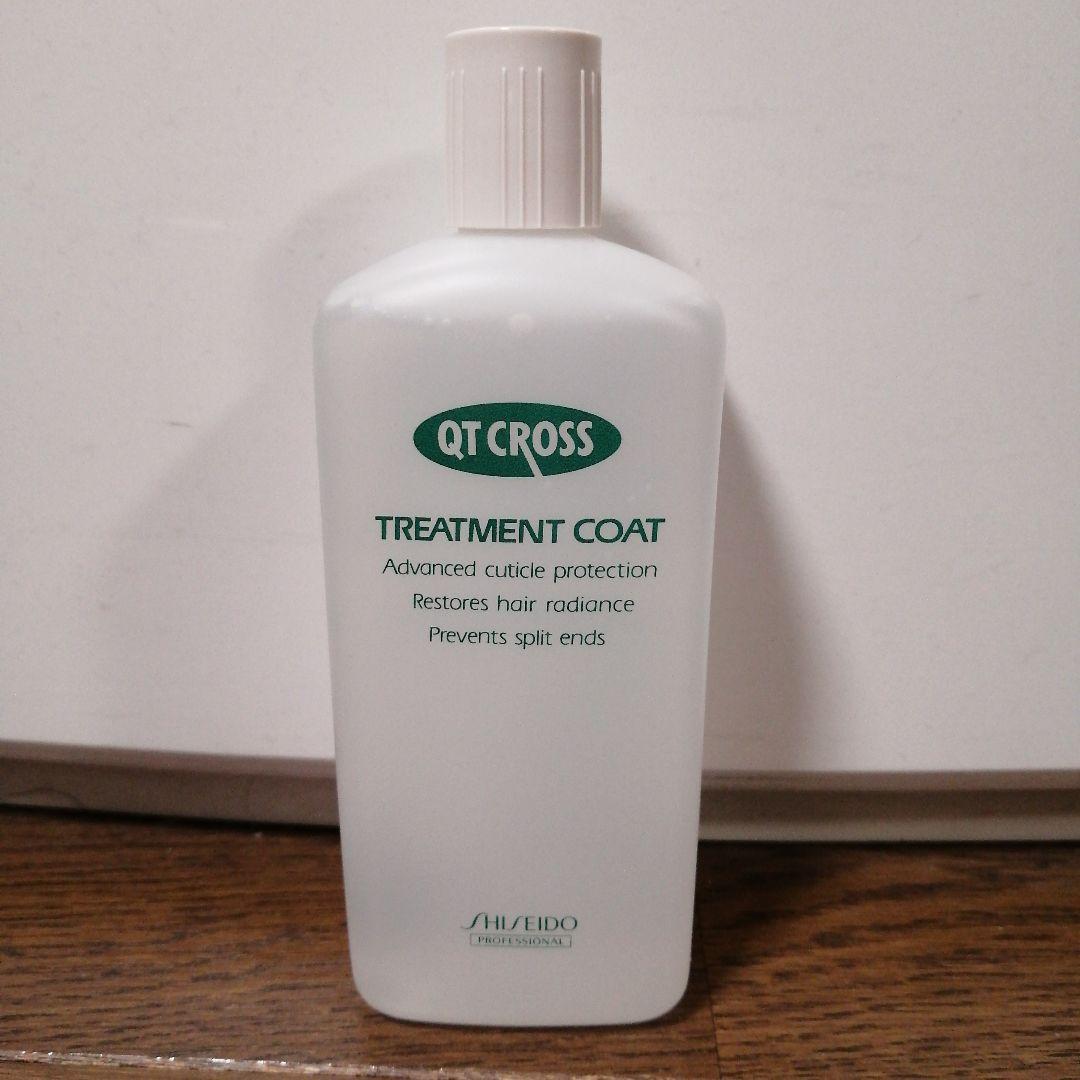 QT CROSS
TREATMENT COAT
Advanced cuticle protection
Restores hair radiance
Prevents split ends
SHISEIDO
PROFESSIONAL